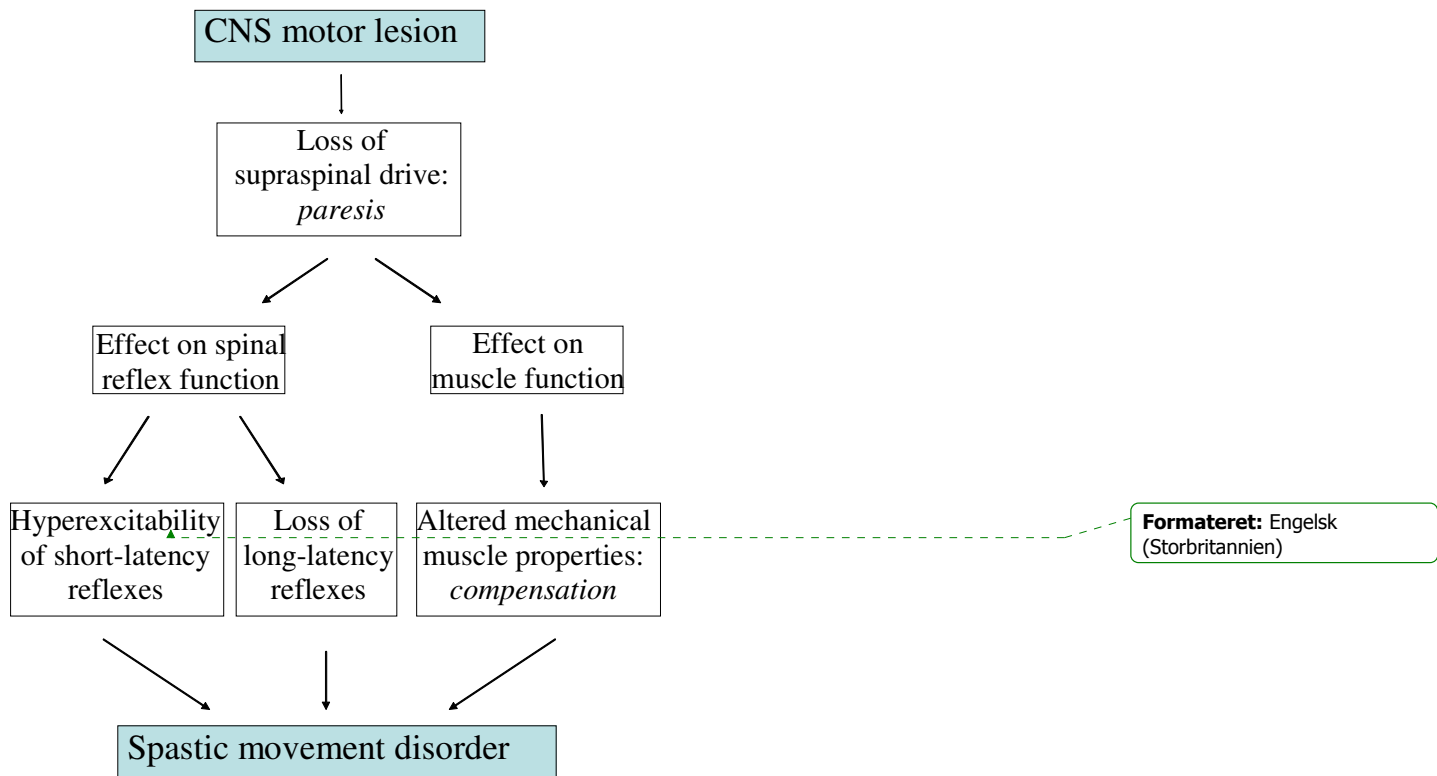 CNS motor lesion
Loss of
supraspinal drive:
paresis
Effect on spinal
reflex function
Effect on
muscle function
Hyperexcitability
of short-latency
reflexes
Loss of
long-latency
reflexes
Altered mechanical
muscle properties:
compensation
Formateret: Engelsk
(Storbritannien)
Spastic movement disorder